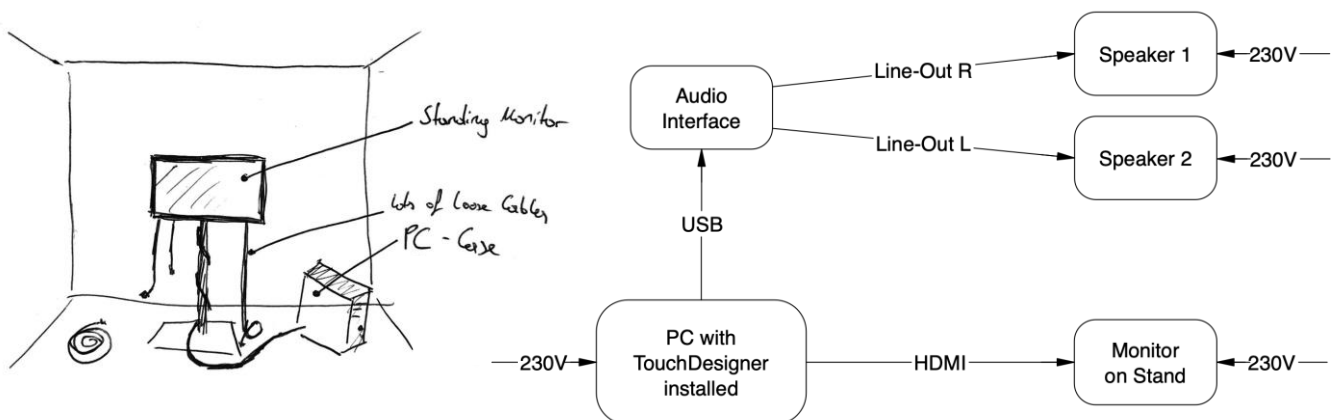 Standing Monitor
lots of loose Cables
PC - Case
Audio
Interface
Line-Out R
Line-Out L
Speaker 1
230V
Speaker 2
230V
USB
230V
PC with
TouchDesigner
installed
HDMI
Monitor
on Stand
230V